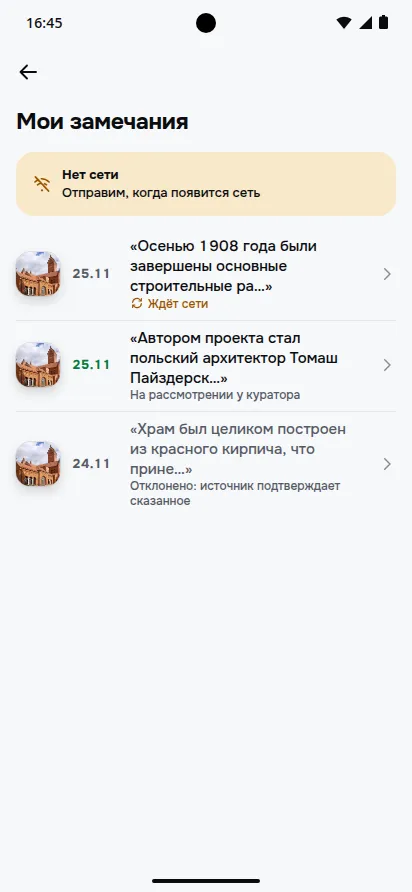 16:45
Мои замечания
Нет сети
Отправим, когда появится сеть
25.11
«Осенью 1908 года были
завершены основные
строительные ра...»
Ждёт сети
25.11
«Автором проекта стал
польский архитектор Томаш
Пайздерск...»
На рассмотрении у куратора
24.11
«Храм был целиком построен
из красного кирпича, что
прине...»
Отклонено: источник подтверждает
сказанное